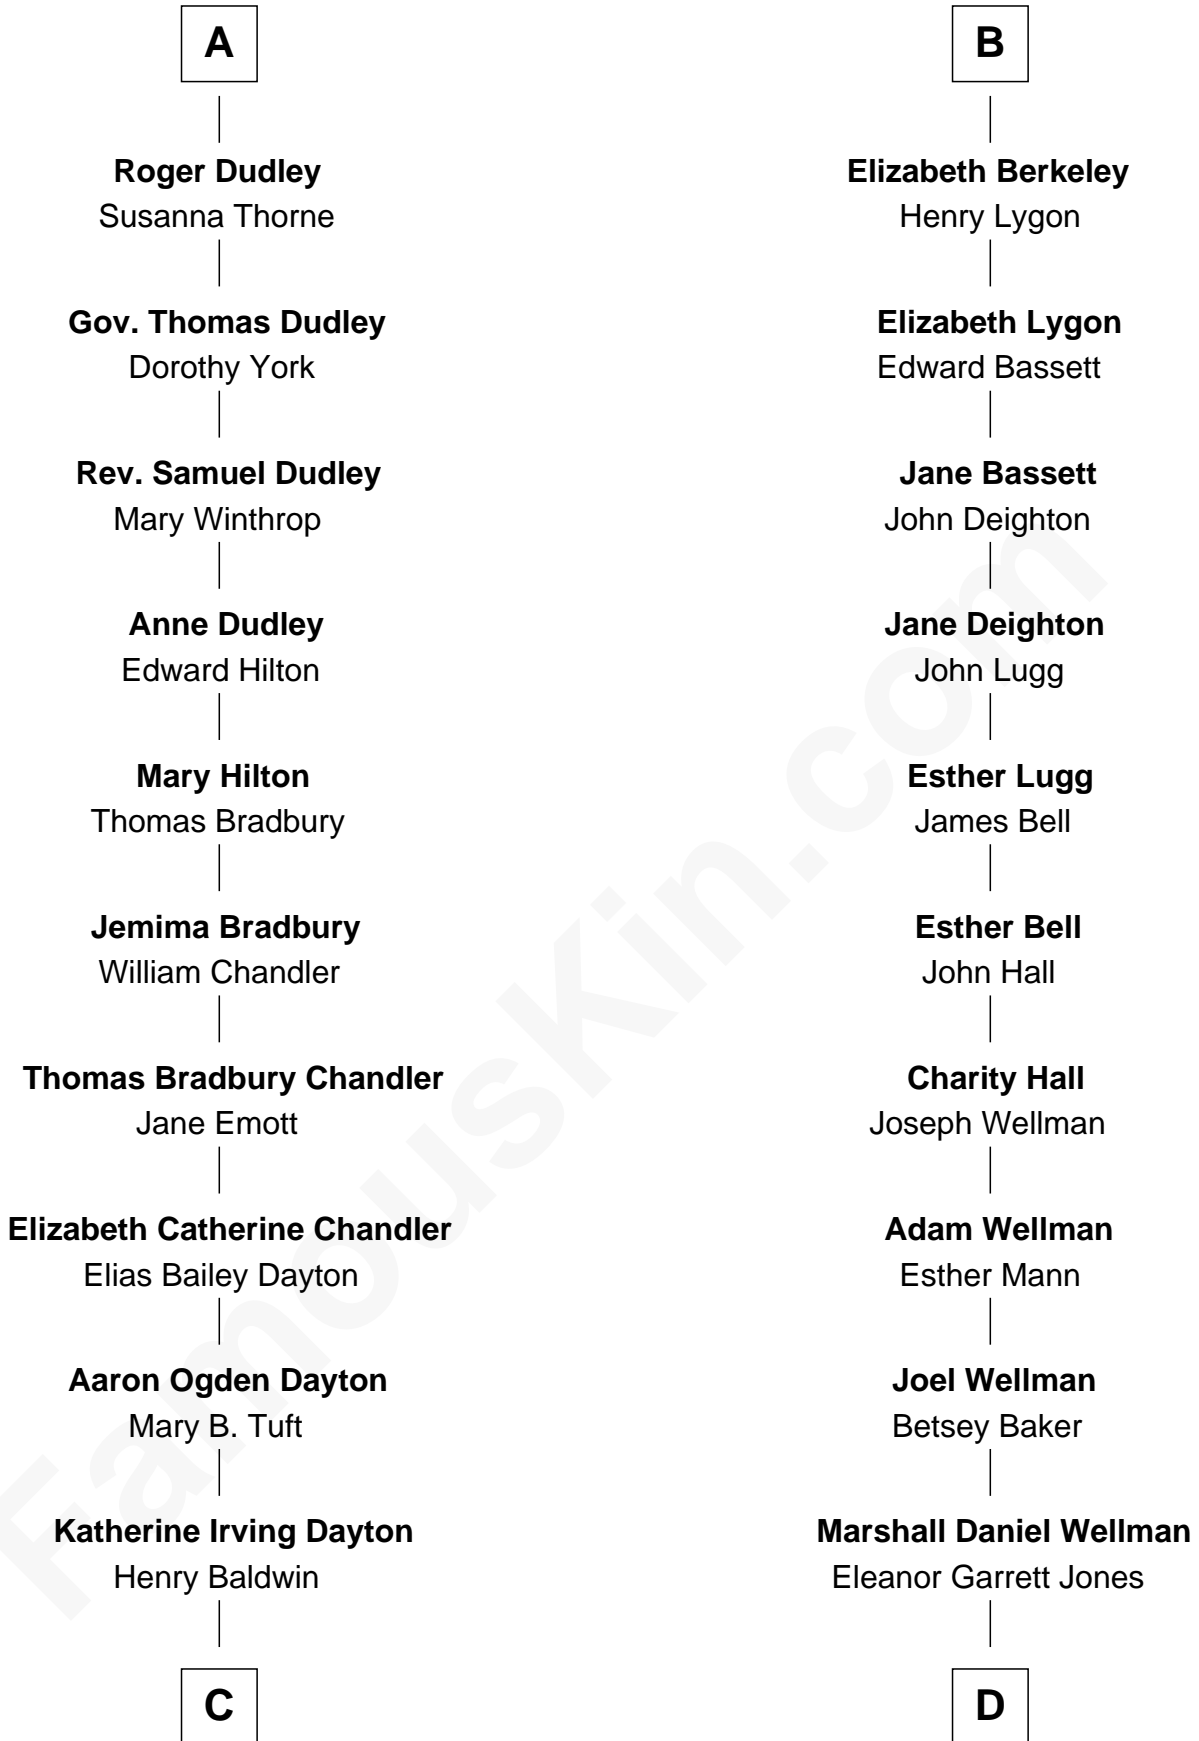 A
Roger Dudley
Susanna Thorne
Gov. Thomas Dudley
Dorothy York
Rev. Samuel Dudley
Mary Winthrop
Anne Dudley
Edward Hilton
Mary Hilton
Thomas Bradbury
Jemima Bradbury
William Chandler
Thomas Bradbury Chandler
Jane Emott
Elizabeth Catherine Chandler
Elias Bailey Dayton
Aaron Ogden Dayton
Mary B. Tuft
Katherine Irving Dayton
Henry Baldwin
C
B
Elizabeth Berkeley
Henry Lygon
Elizabeth Lygon
Edward Bassett
Jane Bassett
John Deighton
Jane Deighton
John Lugg
Esther Lugg
James Bell
Esther Bell
John Hall
Charity Hall
Joseph Wellman
Adam Wellman
Esther Mann
Joel Wellman
Betsey Baker
Marshall Daniel Wellman
Eleanor Garrett Jones
D
FamousKin.com